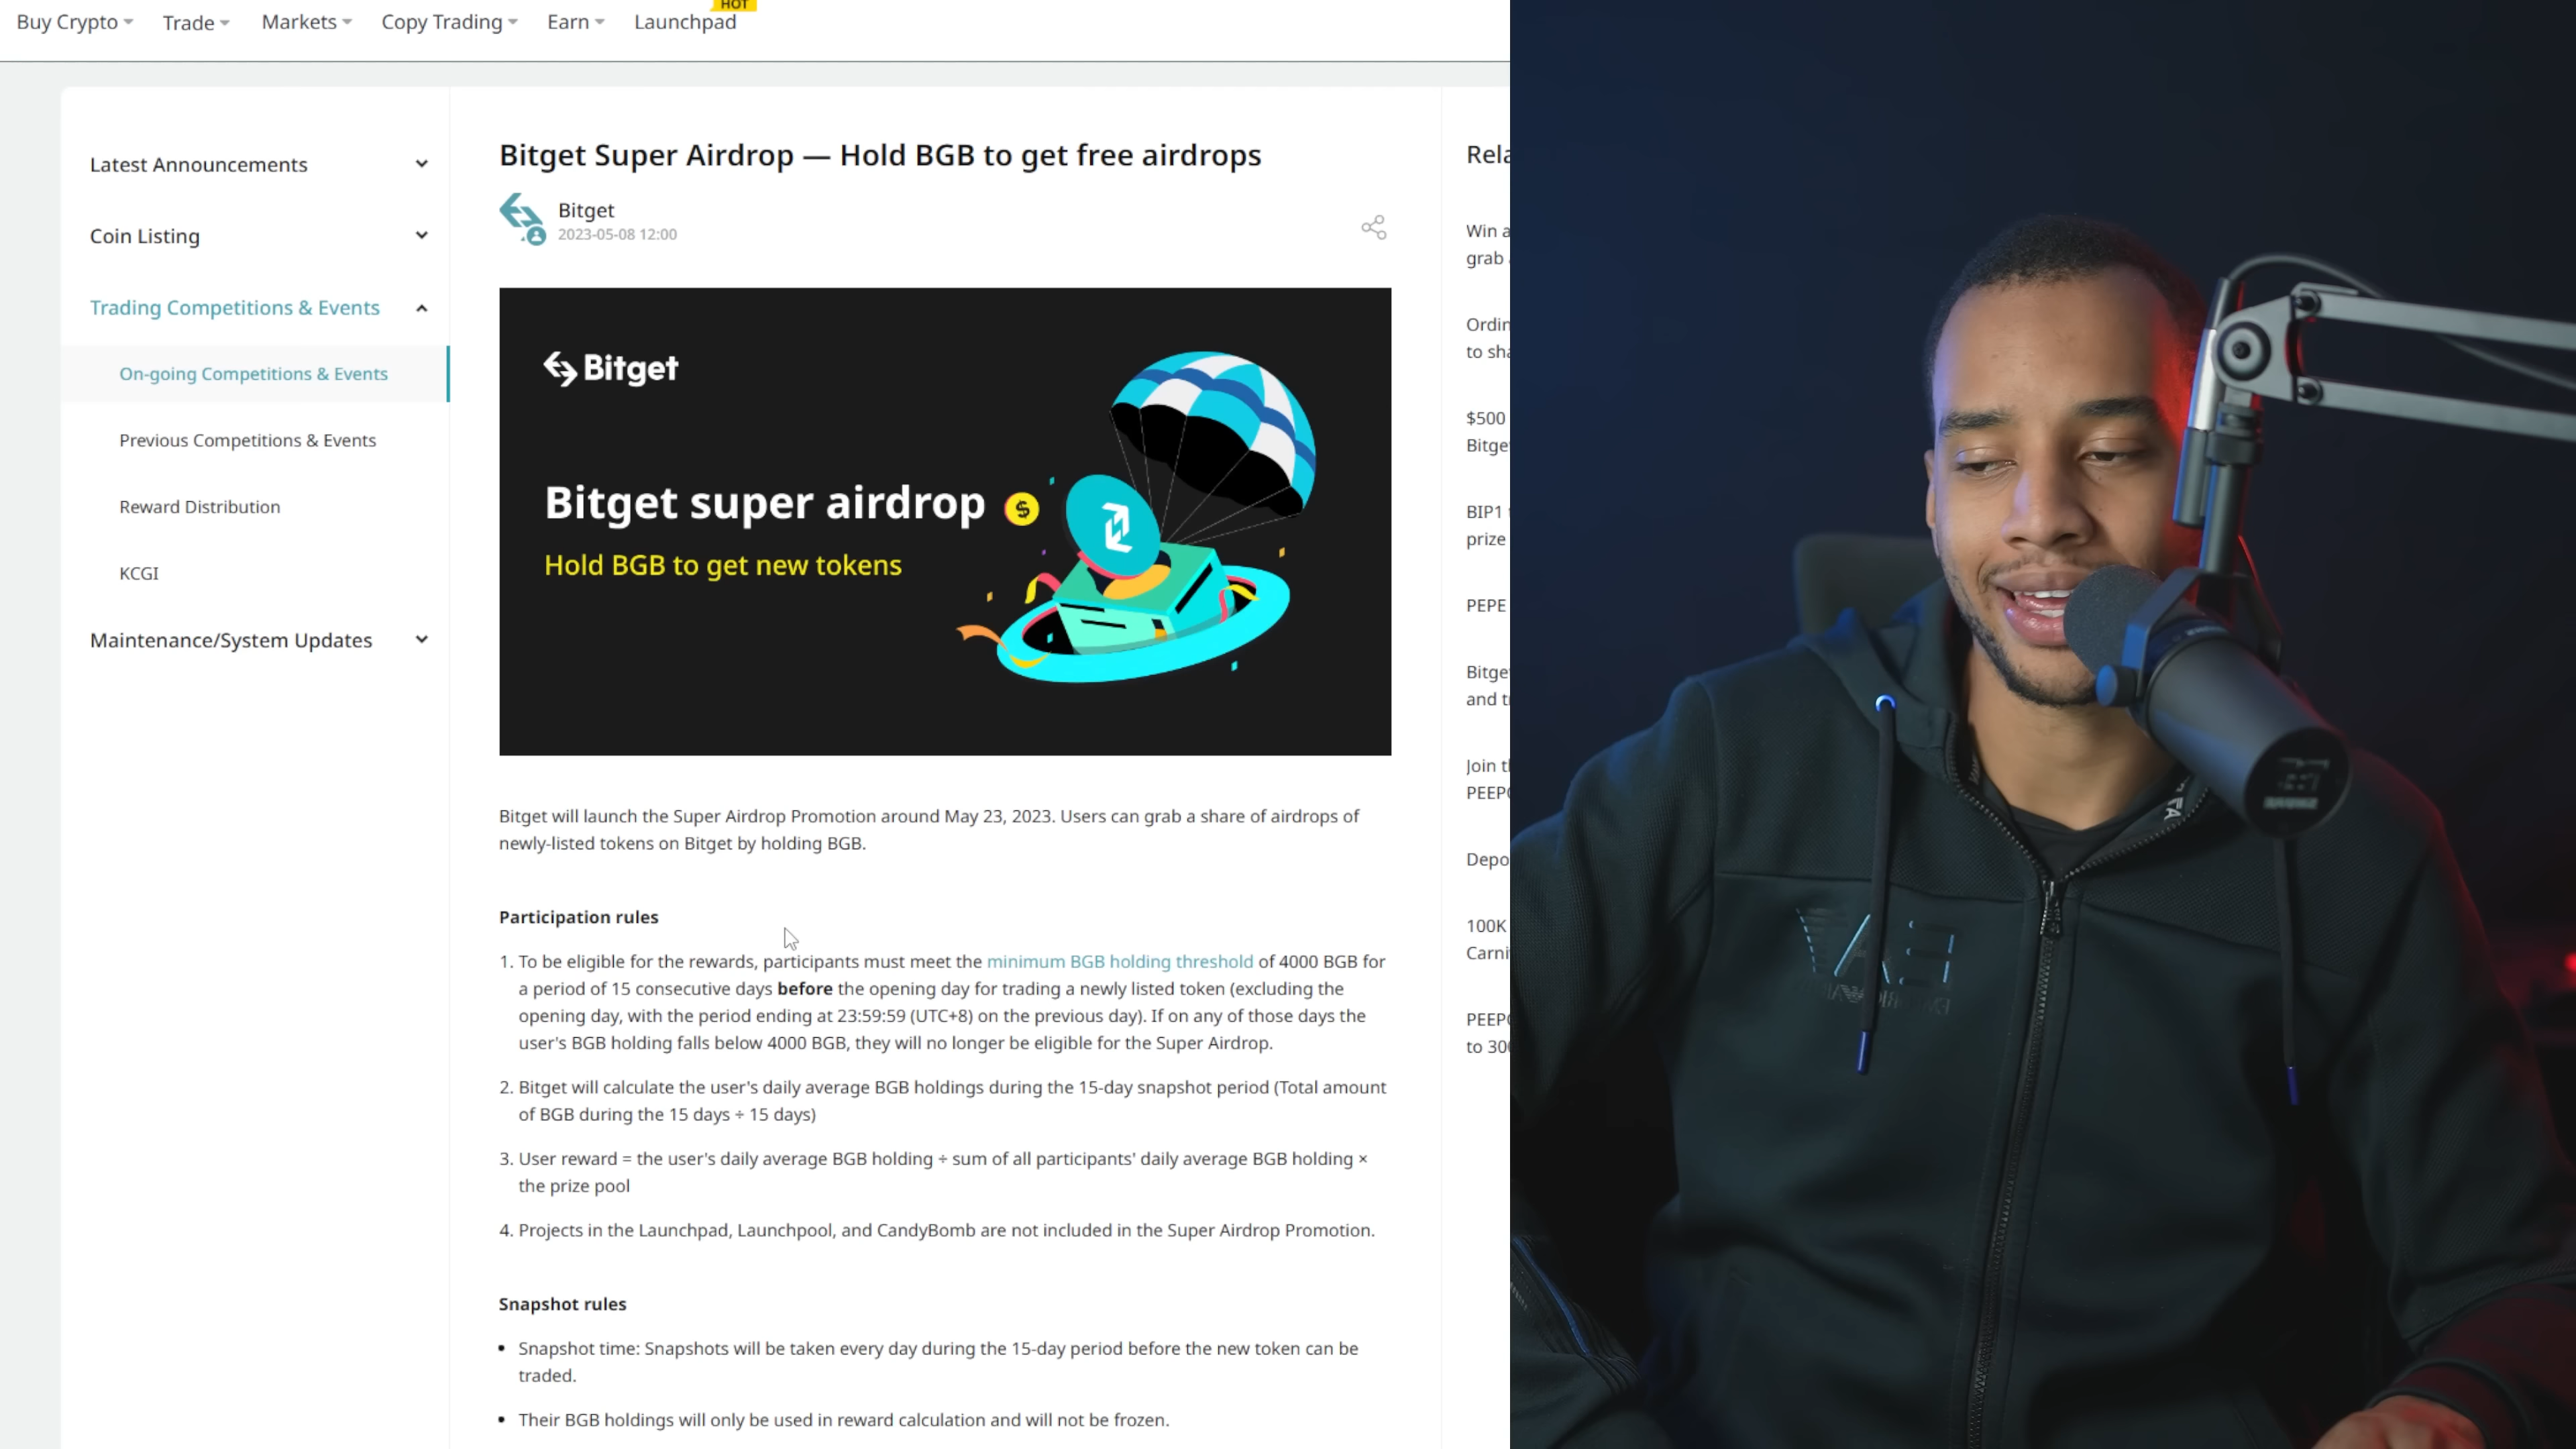 HOT
Buy Crypto
Trade
Markets
Copy Trading
Earn
Launchpad
Latest Announcements
Coin Listing
Trading Competitions & Events
On-going Competitions & Events
Previous Competitions & Events
Reward Distribution
KCGI
Maintenance/System Updates
Bitget Super Airdrop — Hold BGB to get free airdrops
Bitget
2023-05-08 12:00
Bitget
Bitget super airdrop
$
Hold BGB to get new tokens
Bitget will launch the Super Airdrop Promotion around May 23, 2023. Users can grab a share of airdrops of
newly-listed tokens on Bitget by holding BGB.
Participation rules
1. To be eligible for the rewards, participants must meet the minimum BGB holding threshold of 4000 BGB for
a period of 15 consecutive days before the opening day for trading a newly listed token (excluding the
opening day, with the period ending at 23:59:59 (UTC+8) on the previous day). If on any of those days the
user's BGB holding falls below 4000 BGB, they will no longer be eligible for the Super Airdrop.
2. Bitget will calculate the user's daily average BGB holdings during the 15-day snapshot period (Total amount
of BGB during the 15 days ÷ 15 days)
3. User reward = the user's daily average BGB holding ÷ sum of all participants' daily average BGB holding ×
the prize pool
4. Projects in the Launchpad, Launchpool, and CandyBomb are not included in the Super Airdrop Promotion.
Snapshot rules
• Snapshot time: Snapshots will be taken every day during the 15-day period before the new token can be
traded.
• Their BGB holdings will only be used in reward calculation and will not be frozen.
Rela
Win a
grab
Ordin
to sha
$500
Bitge
BIP1
prize
PEPE
Bitge
and t
Join t
PEEP
Depo
100K
Carni
PEEP
to 30